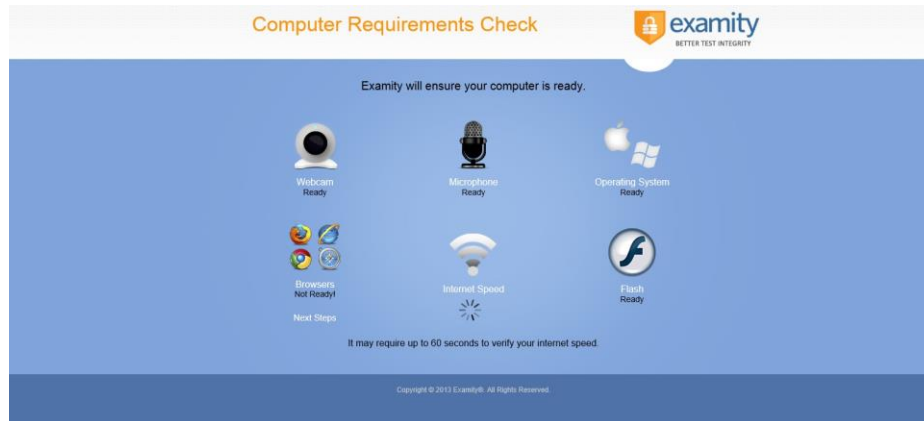 Computer Requirements Check
examity
BETTER TEST INTEGRITY
Examity will ensure your computer is ready.
Webcam
Ready
Microphone
Ready
Operating System
Ready
Browsers
Not Ready!
Next Steps
Internet Speed
Flash
Ready
It may require up to 60 seconds to verify your internet speed.
Copyright © 2013 Examity®. All Rights Reserved.